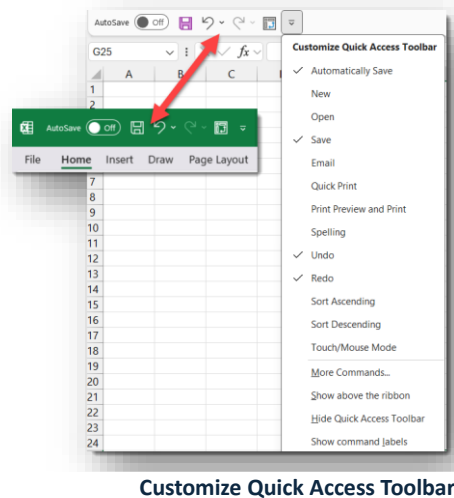 AutoSave Off
G25 fx
A B C
1
2
AutoSave Off
File Home Insert Draw Page Layout
7
8
9
10
11
12
13
14
15
16
17
18
19
20
21
22
23
24
Customize Quick Access Toolbar
Automatically Save
New
Open
Save
Email
Quick Print
Print Preview and Print
Spelling
Undo
Redo
Sort Ascending
Sort Descending
Touch/Mouse Mode
More Commands...
Show above the ribbon
Hide Quick Access Toolbar
Show command labels
Customize Quick Access Toolbar